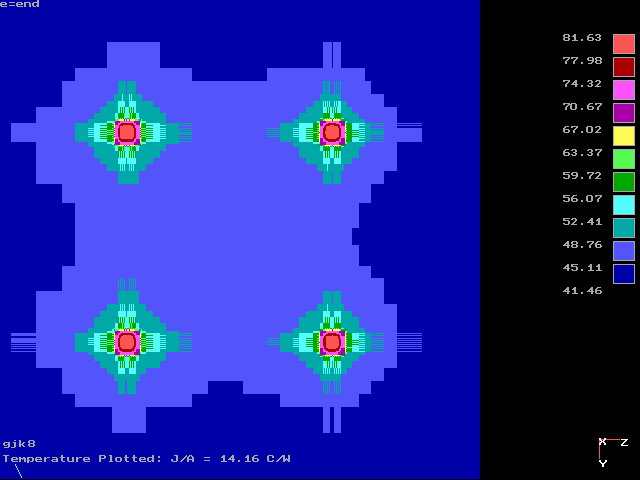 e=end
81.63
77.98
74.32
70.67
67.02
63.37
59.72
56.07
52.41
48.76
45.11
41.46
gjk8
Temperature Plotted: J/A = 14.16 C/W
X Z
Y